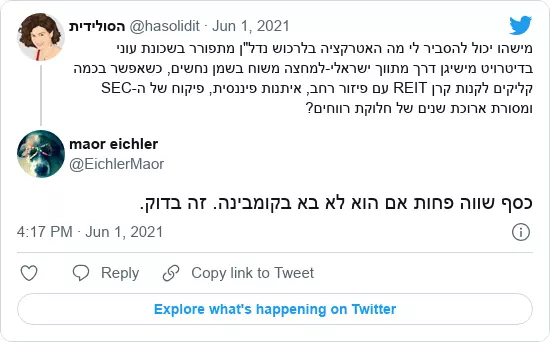 הסולידית @hasolidit · Jun 1, 2021
מישהו יכול להסביר לי מה האטרקציה בלרכוש נדל"ן מתפורר בשכונת עוני
בדיטרויט מישיגן דרך מתווך ישראלי-למחצה משוח בשמן נחשים, כשאפשר בכמה
קליקים לקנות קרן REIT עם פיזור רחב, איתנות פיננסית, פיקוח של ה-SEC
ומסורת ארוכת שנים של חלוקת רווחים?
maor eichler
@EichlerMaor
כסף שווה פחות אם הוא לא בא בקומבינה. זה בדוק.
4:17 PM · Jun 1, 2021
Reply
Copy link to Tweet
Explore what's happening on Twitter